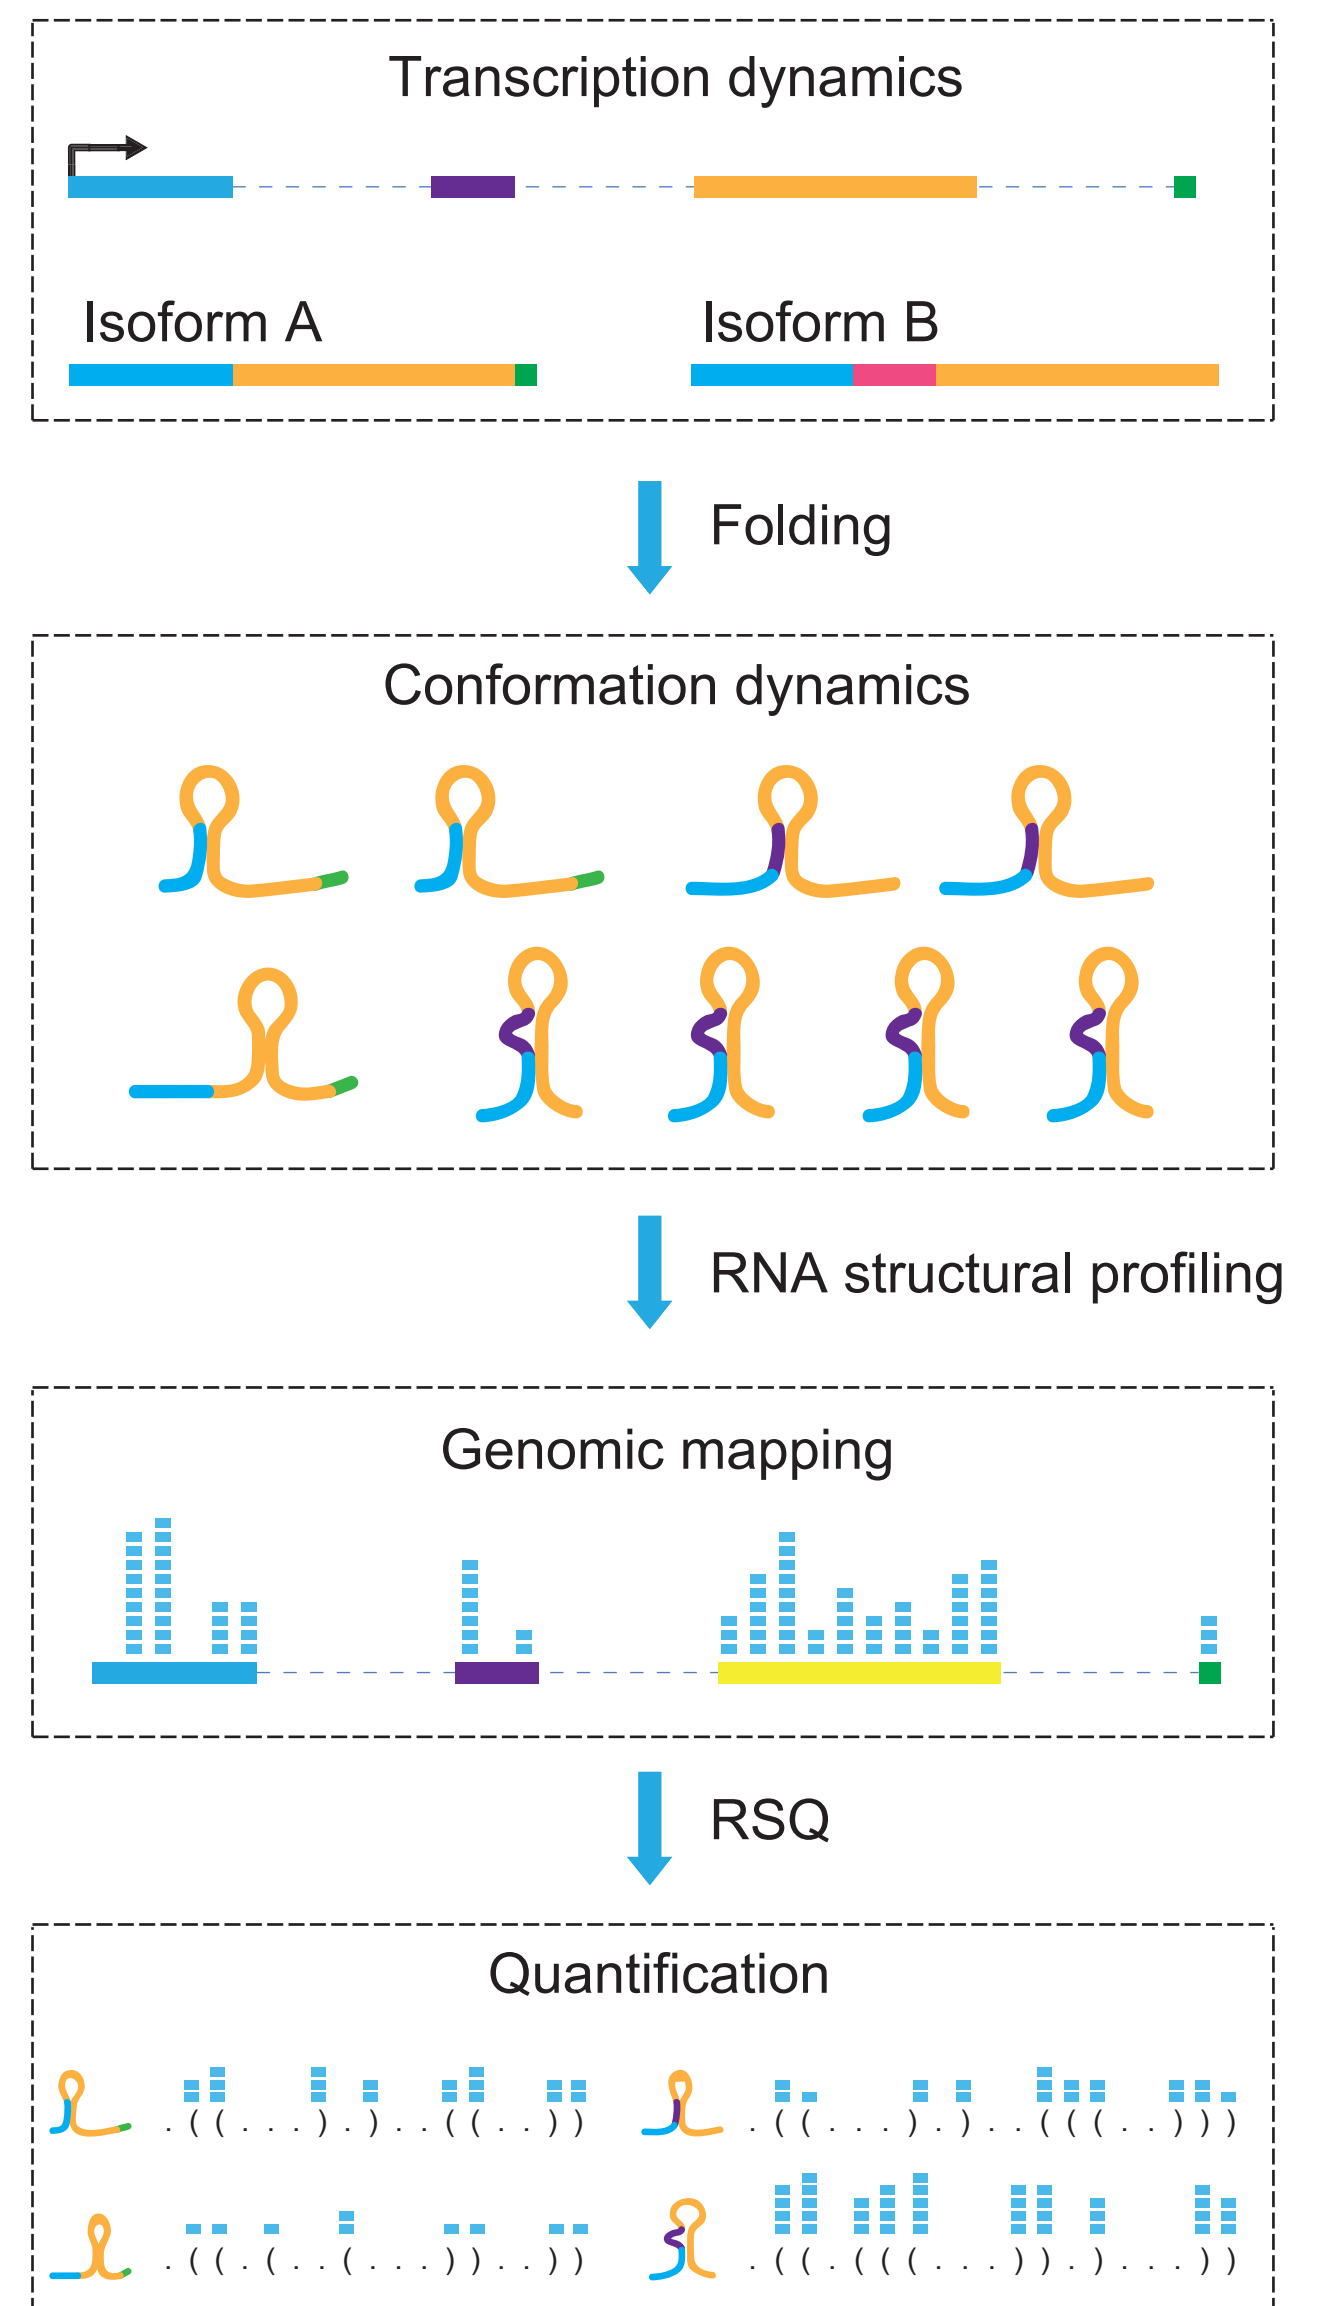 Transcription dynamics
Isoform A
Isoform B
Folding
Conformation dynamics
RNA structural profiling
Genomic mapping
RSQ
Quantification
. ( ( . . . ) . ) . . ( ( . . ) )
. ( ( . . . ) . ) . . ( ( ( . . ) ) )
. ( ( . ( . . ( . . . ) ) . . ) )
. ( ( . ( ( ( . . . ) ) . ) . . . ) )